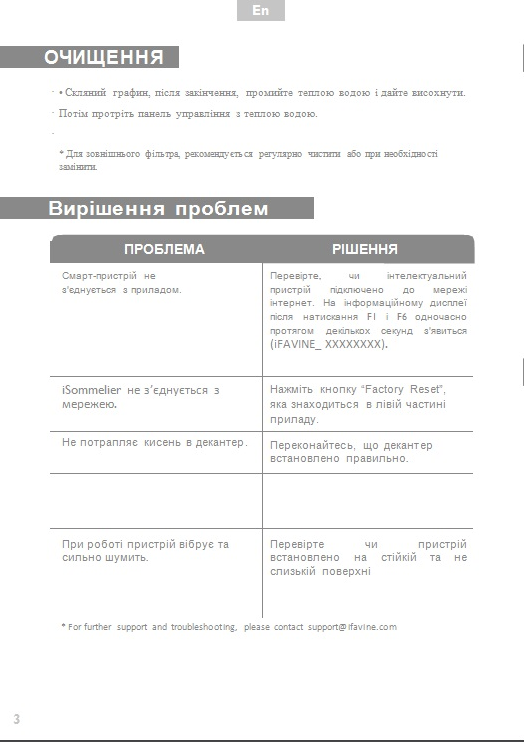 En
ОЧИЩЕННЯ
• Скляний графин, після закінчення, промийте теплою водою і дайте висохнути.
Потім протріть панель управління з теплою водою.
* Для зовнішнього фільтра, рекомендується регулярно чистити або при необхідності
замінити.
Вирішення проблем
ПРОБЛЕМА
РІШЕННЯ
Смарт-пристрій не
з'єднується з приладом.
Перевірте, чи інтелектуальний
пристрій підключено до мережі
інтернет. На інформаційному дисплеї
після натискання F1 і F6 одночасно
протягом декількох секунд з'явиться
(iFAVINE_ XXXXXXXX).
iSommelier не з'єднується з
мережею.
Нажміть кнопку “Factory Reset”,
яка знаходиться в лівій частині
приладу.
Не потрапляє кисень в декантер.
Переконайтесь, що декантер
встановлено правильно.
При роботі пристрій вібрує та
сильно шумить.
Перевірте чи пристрій
встановлено на стійкій та не
слизькій поверхні
* For further support and troubleshooting, please contact support@ifavine.com
3